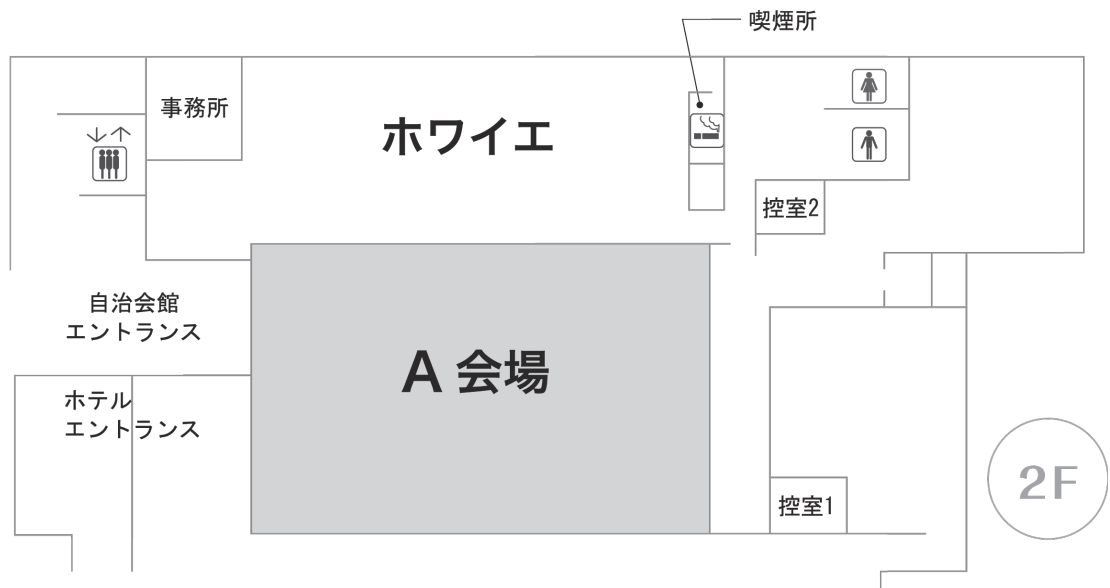 喫煙所
事務所
ホワイエ
控室2
自治会館
エントランス
A 会場
ホテル
エントランス
控室1
2F